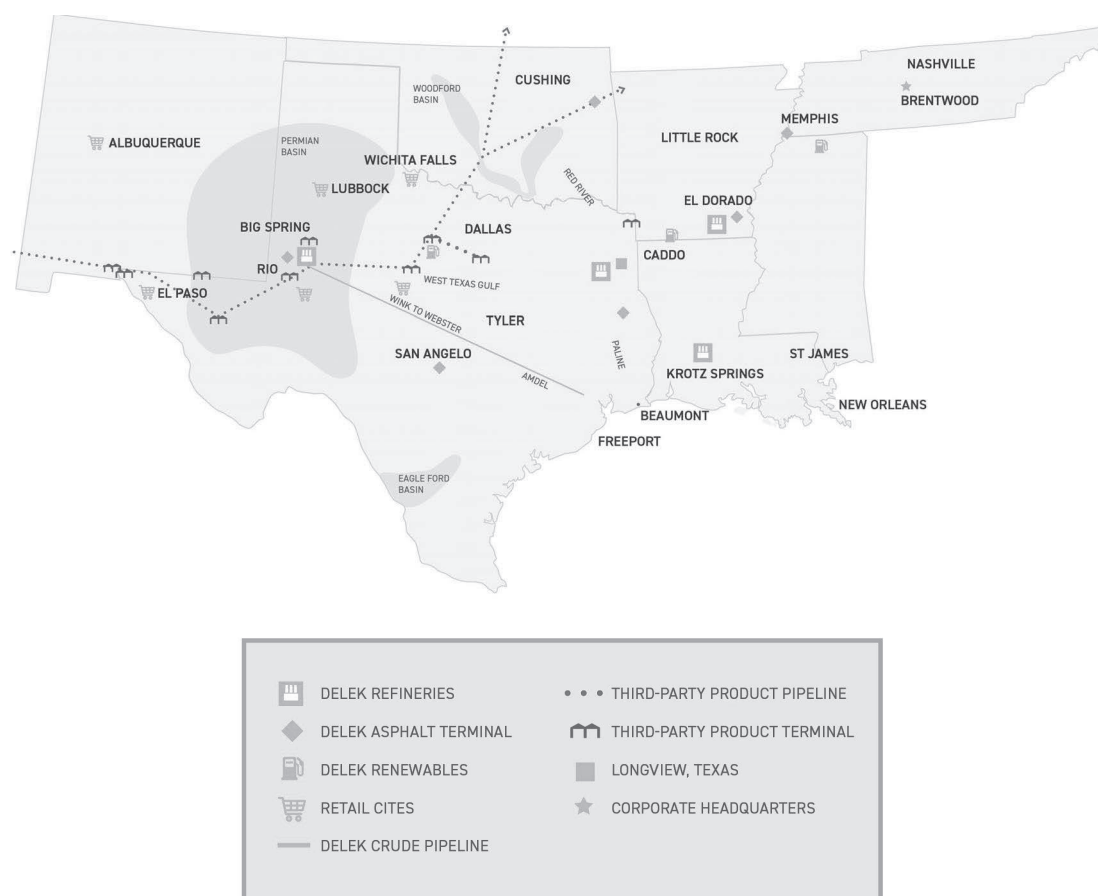 NASHVILLE
CUSHING
WOODFORD
BASIN
BRENTWOOD
MEMPHIS
ALBUQUERQUE
PERMIAN
BASIN
LITTLE ROCK
WICHITA FALLS
LUBBOCK
RED RIVER
EL DORADO
BIG SPRING
DALLAS
CADDO
RIO
WEST TEXAS GULF
EL PASO
WINK TO WEBSTER
TYLER
PALINE
SAN ANGELO
ST JAMES
KROTZ SPRINGS
AMDEL
NEW ORLEANS
BEAUMONT
FREEPORT
EAGLE FORD
BASIN
DELEK REFINERIES
DELEK ASPHALT TERMINAL
DELEK RENEWABLES
RETAIL CITES
DELEK CRUDE PIPELINE
THIRD-PARTY PRODUCT PIPELINE
THIRD-PARTY PRODUCT TERMINAL
LONGVIEW, TEXAS
CORPORATE HEADQUARTERS